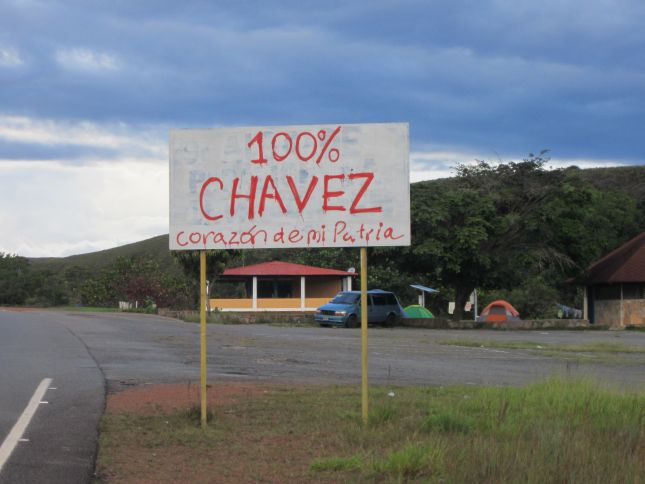 100%
CHAVEZ
corazón de mi Patria